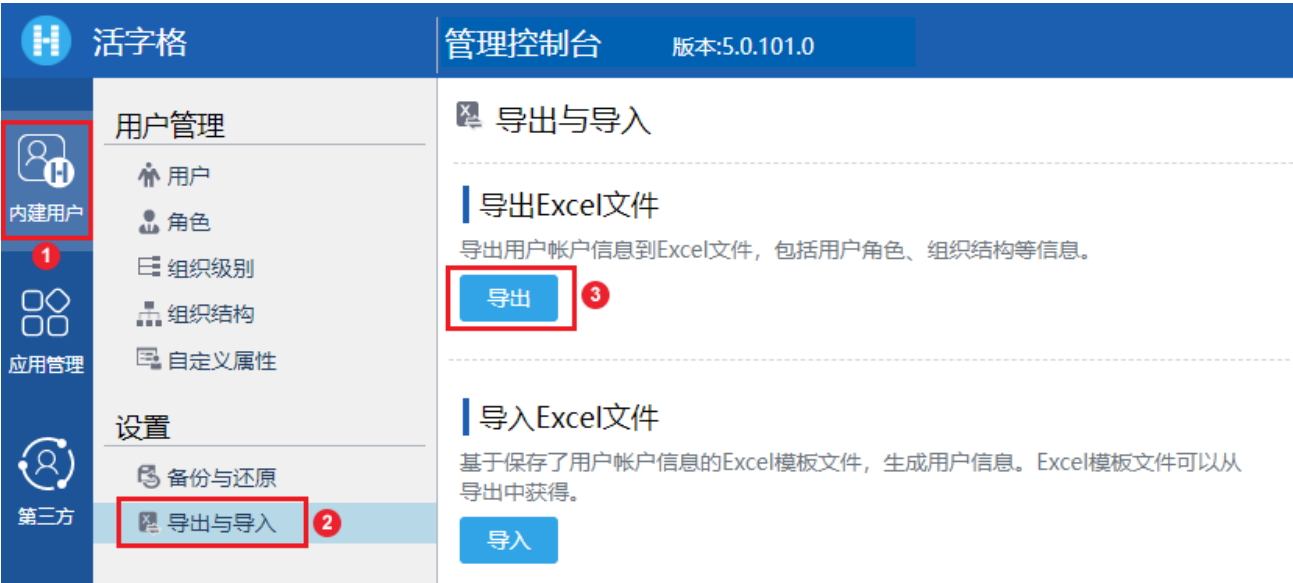 活字格
管理控制台
版本:5.0.101.0
内建用户
1
应用管理
第三方
用户管理
用户
角色
组织级别
组织结构
自定义属性
设置
备份与还原
导出与导入
2
导出与导入
导出Excel文件
导出用户帐户信息到Excel文件，包括用户角色、组织结构等信息。
导出
3
导入Excel文件
基于保存了用户帐户信息的Excel模板文件，生成用户信息。Excel模板文件可以从
导出中获得。
导入